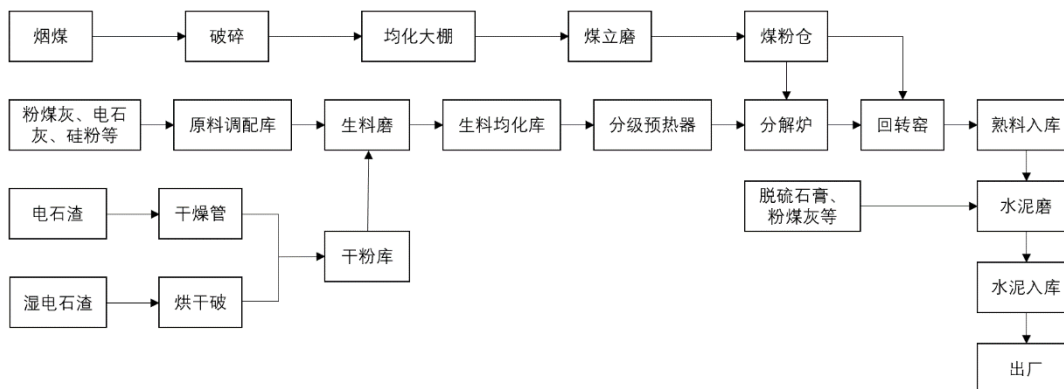 烟煤
破碎
均化大棚
煤立磨
煤粉仓
粉煤灰、电石
灰、硅粉等
原料调配库
生料磨
生料均化库
分级预热器
分解炉
回转窑
熟料入库
电石渣
干燥管
脱硫石膏、
粉煤灰等
水泥磨
干粉库
湿电石渣
烘干破
水泥入库
出厂